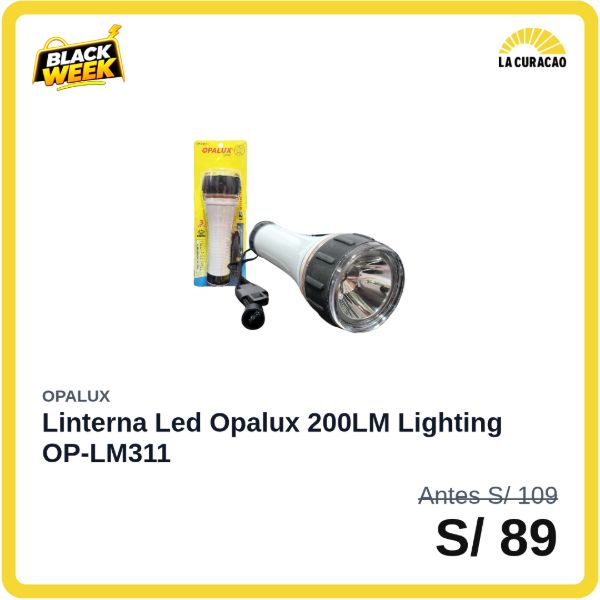 BLACK
WEEK
LA CURACAO
OPALUX
OPALUX
Linterna Led Opalux 200LM Lighting
OP-LM311
Antes S/ 109
S/ 89